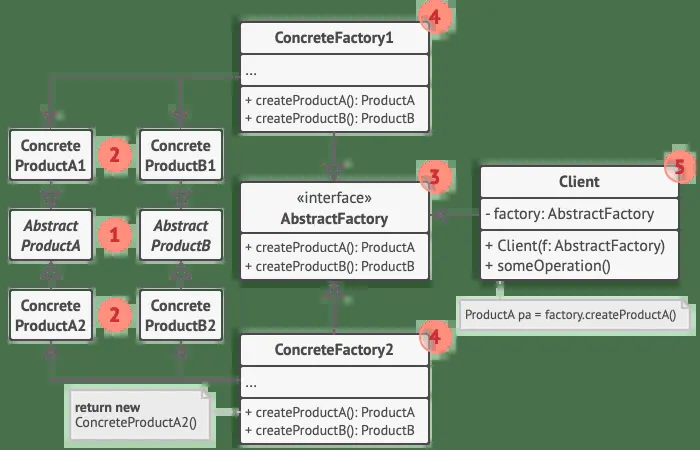 4
ConcreteFactory1
...
+ createProductA(): ProductA
+ createProductB(): ProductB
Concrete
ProductA1
2
Concrete
ProductB1
Abstract
ProductA
1
Abstract
ProductB
Concrete
ProductA2
2
Concrete
ProductB2
3
«interface»
AbstractFactory
+ createProductA(): ProductA
+ createProductB(): ProductB
5
Client
- factory: AbstractFactory
+ Client(f: AbstractFactory)
+ someOperation()
ProductA pa = factory.createProductA()
4
ConcreteFactory2
...
+ createProductA(): ProductA
+ createProductB(): ProductB
return new
ConcreteProductA2()